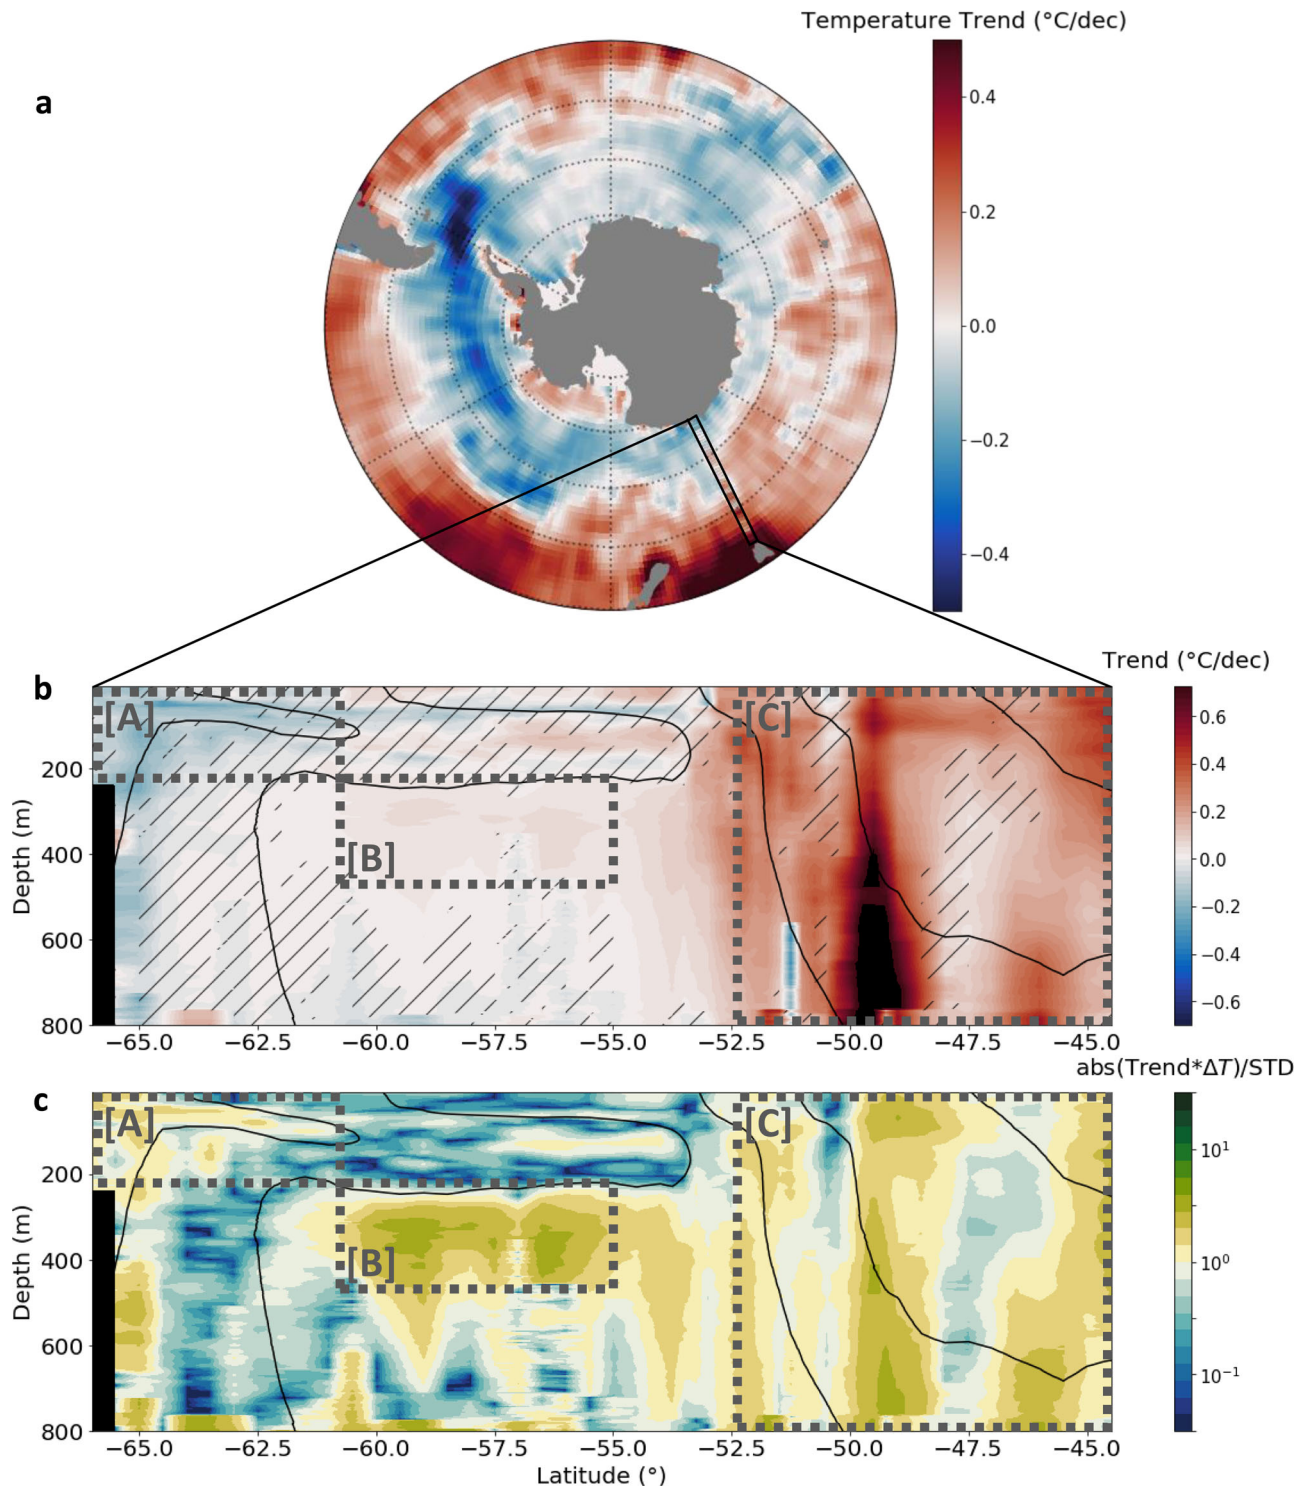 Temperature Trend (°C/dec)
a
0.4
0.2
0.0
−0.2
−0.4
b
Trend (°C/dec)
[A]
[B]
[C]
200
400
600
800
Depth (m)
−65.0 −62.5 −60.0 −57.5 −55.0 −52.5 −50.0 −47.5 −45.0
0.6
0.4
0.2
0.0
−0.2
−0.4
−0.6
c
abs(Trend*ΔT)/STD
[A]
[B]
[C]
200
400
600
800
Depth (m)
−65.0 −62.5 −60.0 −57.5 −55.0 −52.5 −50.0 −47.5 −45.0
Latitude (°)
10¹
10⁰
10⁻¹